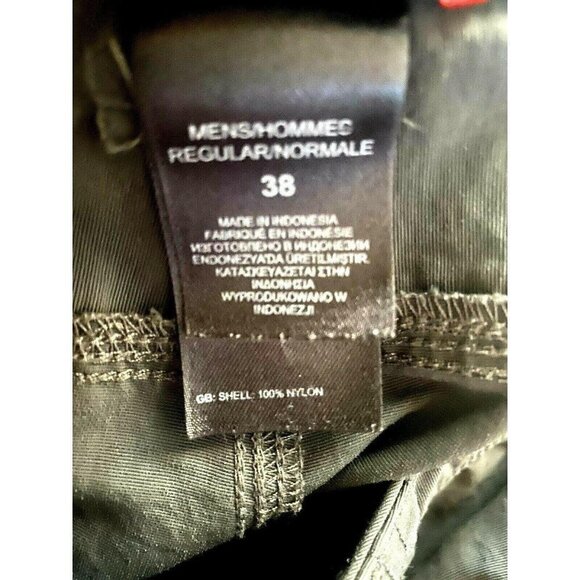 MENS/HOMMES
REGULAR/NORMALE
38
MADE IN INDONESIA
FABRIQUÉ EN INDONÉSIE
ИЗГОТОВЛЕНО В ИНДОНЕЗИИ
ENDONEZYA'DA ÜRETILMIŞTIR.
ΚΑΤΑΣΚΕΥΑΖΕΤΑΙ ΣΤΗΝ
ΙΝΔΟΝΗΣΙΑ
WYPRODUKOWANO W
INDONEZJI
GB: SHELL: 100% NYLON